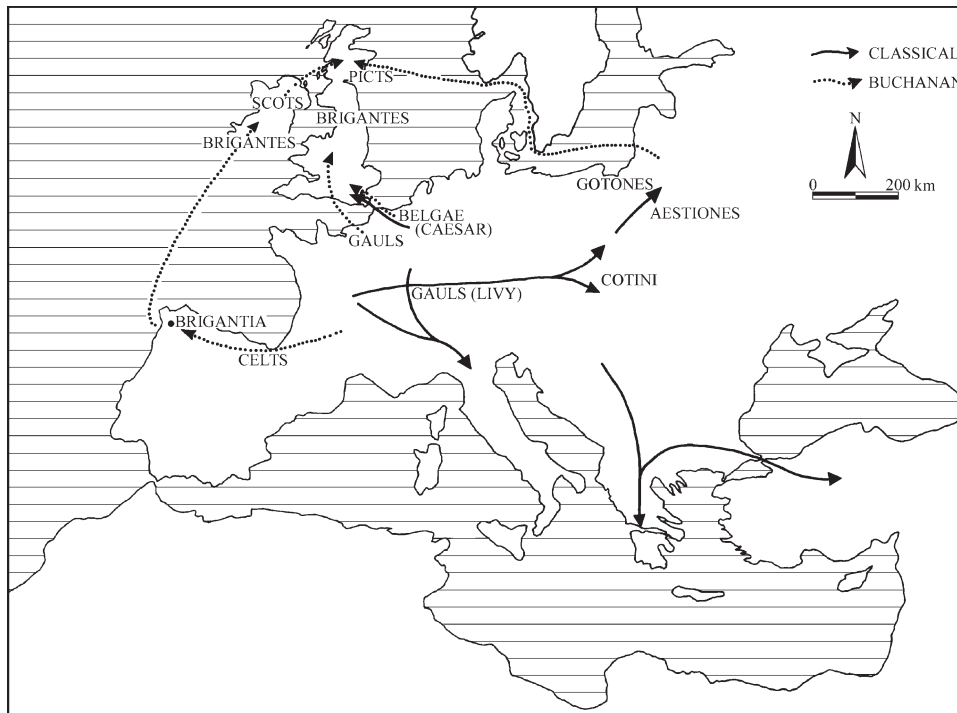 CLASSICAL
PICTS
BUCHANAN
SCOTS
BRIGANTES
N
BRIGANTES
GOTONES
0 200 km
BELGAE
AESTIONES
(CAESAR)
GAULS
COTINI
GAULS (LIVY)
BRIGANTIA
CELTS